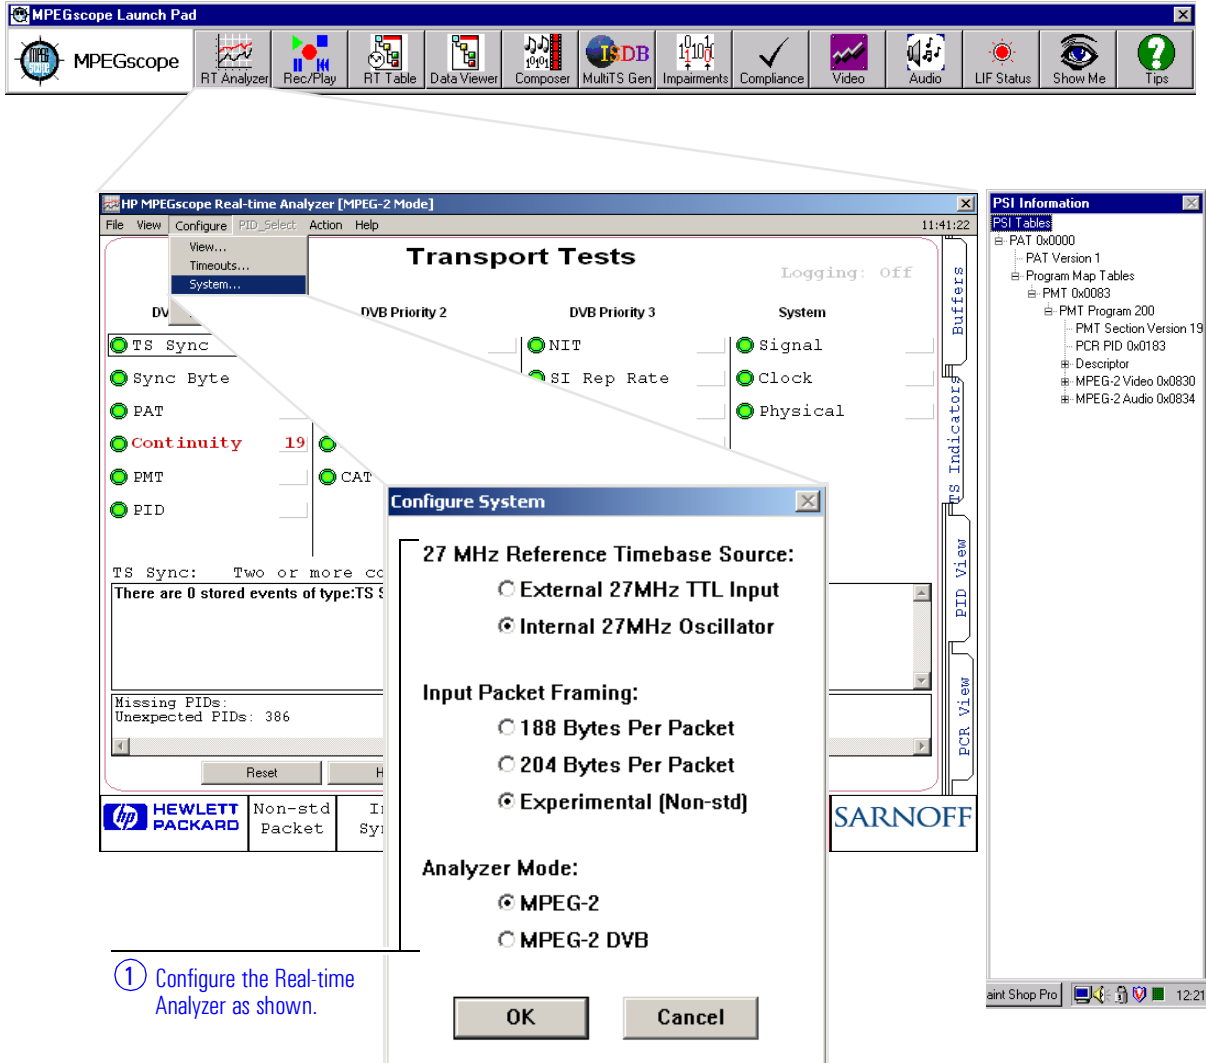 MPEGscope Launch Pad
MPEG SCOPE
MPEGscope
RT Analyzer
Rec/Play
RT Table
Data Viewer
Composer
ISDB
MultiTS Gen
Impairments
Compliance
Video
Audio
LIF Status
Show Me
Tips
HP MPEGscope Real-time Analyzer [MPEG-2 Mode]
File View Configure PID_Select Action Help 11:41:22
View...
Timeouts...
System...
Transport Tests
Logging: Off
DV
DVB Priority 2
DVB Priority 3
System
TS Sync
NIT
Signal
Sync Byte
SI Rep Rate
Clock
PAT
Physical
Continuity 19
PMT
CAT
PID
TS Sync: Two or more co
There are 0 stored events of type:TS S
Missing PIDs:
Unexpected PIDs: 386
Reset
H
HEWLETT
PACKARD
Non-std
Packet
SARNOFF
Buffers
TS Indicators
PID View
PCR View
Configure System
27 MHz Reference Timebase Source:
External 27MHz TTL Input
Internal 27MHz Oscillator
Input Packet Framing:
188 Bytes Per Packet
204 Bytes Per Packet
Experimental (Non-std)
Analyzer Mode:
MPEG-2
MPEG-2 DVB
OK
Cancel
1 Configure the Real-time
Analyzer as shown.
PSI Information
PSI Tables
PAT 0x0000
PAT Version 1
Program Map Tables
PMT 0x0083
PMT Program 200
PMT Section Version 19
PCR PID 0x0183
Descriptor
MPEG-2 Video 0x0830
MPEG-2 Audio 0x0834
aint Shop Pro
12:21